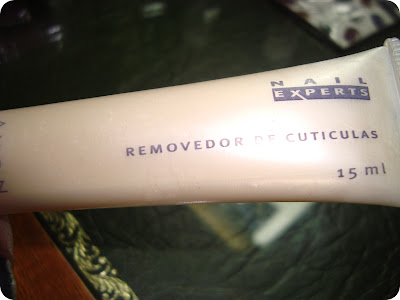 NAIL
EXPERTS
REMOVEDOR DE CUTICULAS
15 ml